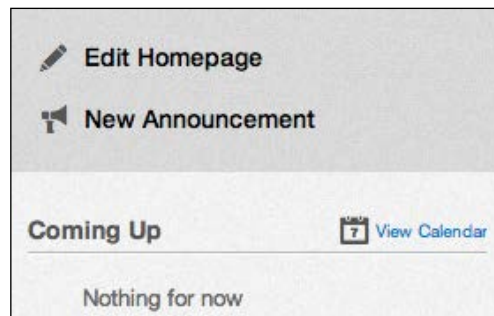 Edit Homepage
New Announcement
Coming Up
7 View Calendar
Nothing for now